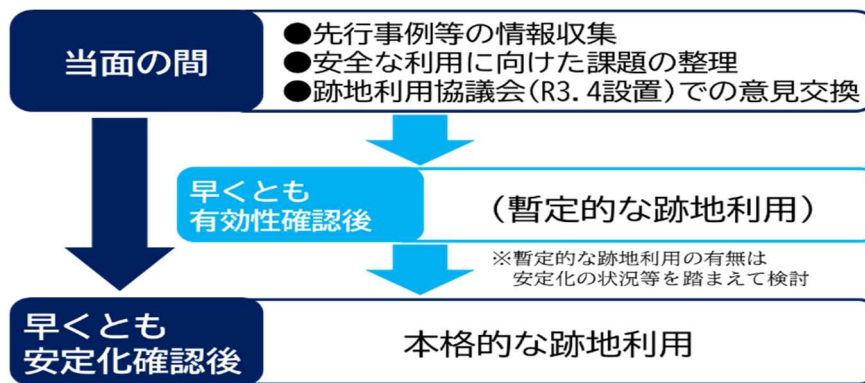 当面の間
●先行事例等の情報収集
●安全な利用に向けた課題の整理
●跡地利用協議会(R3.4設置)での意見交換
早くとも
有効性確認後
(暫定的な跡地利用)
※暫定的な跡地利用の有無は
安定化の状況等を踏まえて検討
早くとも
安定化確認後
本格的な跡地利用